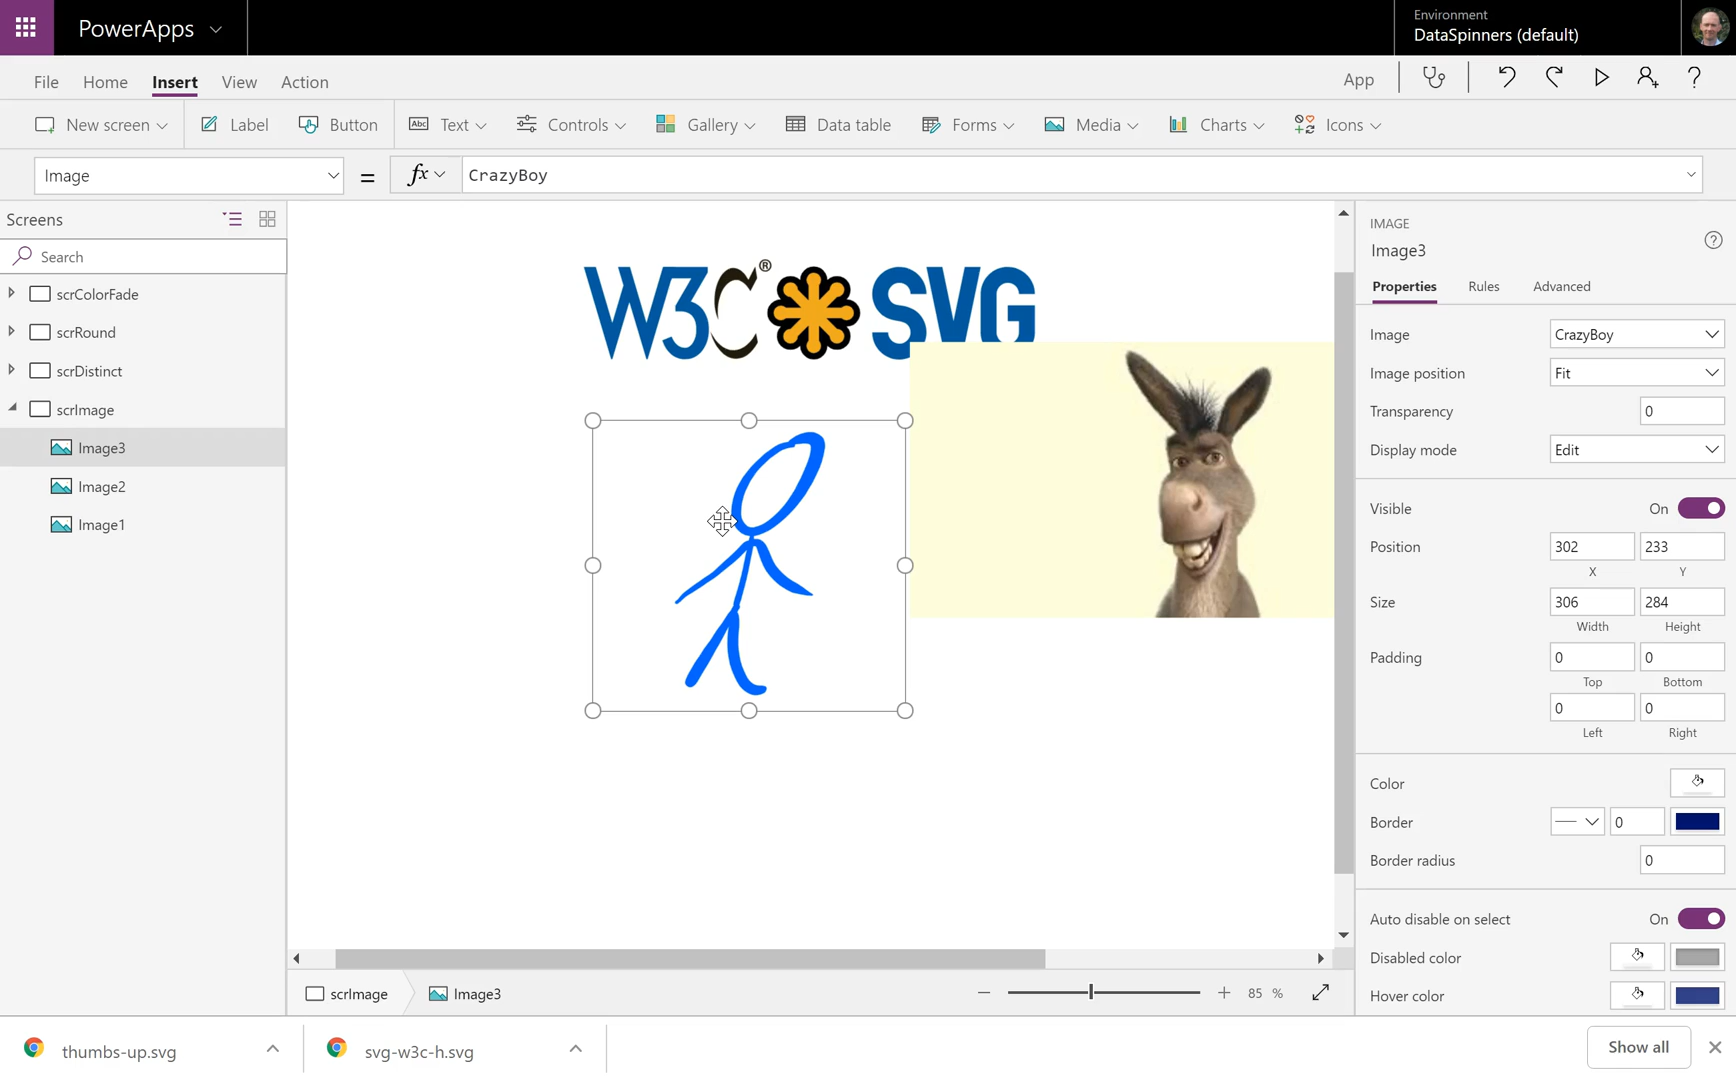 PowerApps
Environment
DataSpinners (default)
File Home Insert View Action
App
New screen Label Button Text Controls Gallery Data table Forms Media Charts Icons
Abc
Image = fx CrazyBoy
Screens
Search
scrColorFade
scrRound
scrDistinct
scrImage
Image3
Image2
Image1
W3C® SVG
IMAGE
Image3
Properties Rules Advanced
Image CrazyBoy
Image position Fit
Transparency 0
Display mode Edit
Visible On
Position 302 233
X Y
Size 306 284
Width Height
Padding 0 0
Top Bottom
0 0
Left Right
Color
Border 0
Border radius 0
Auto disable on select On
Disabled color
Hover color
scrImage Image3 85 %
thumbs-up.svg svg-w3c-h.svg Show all